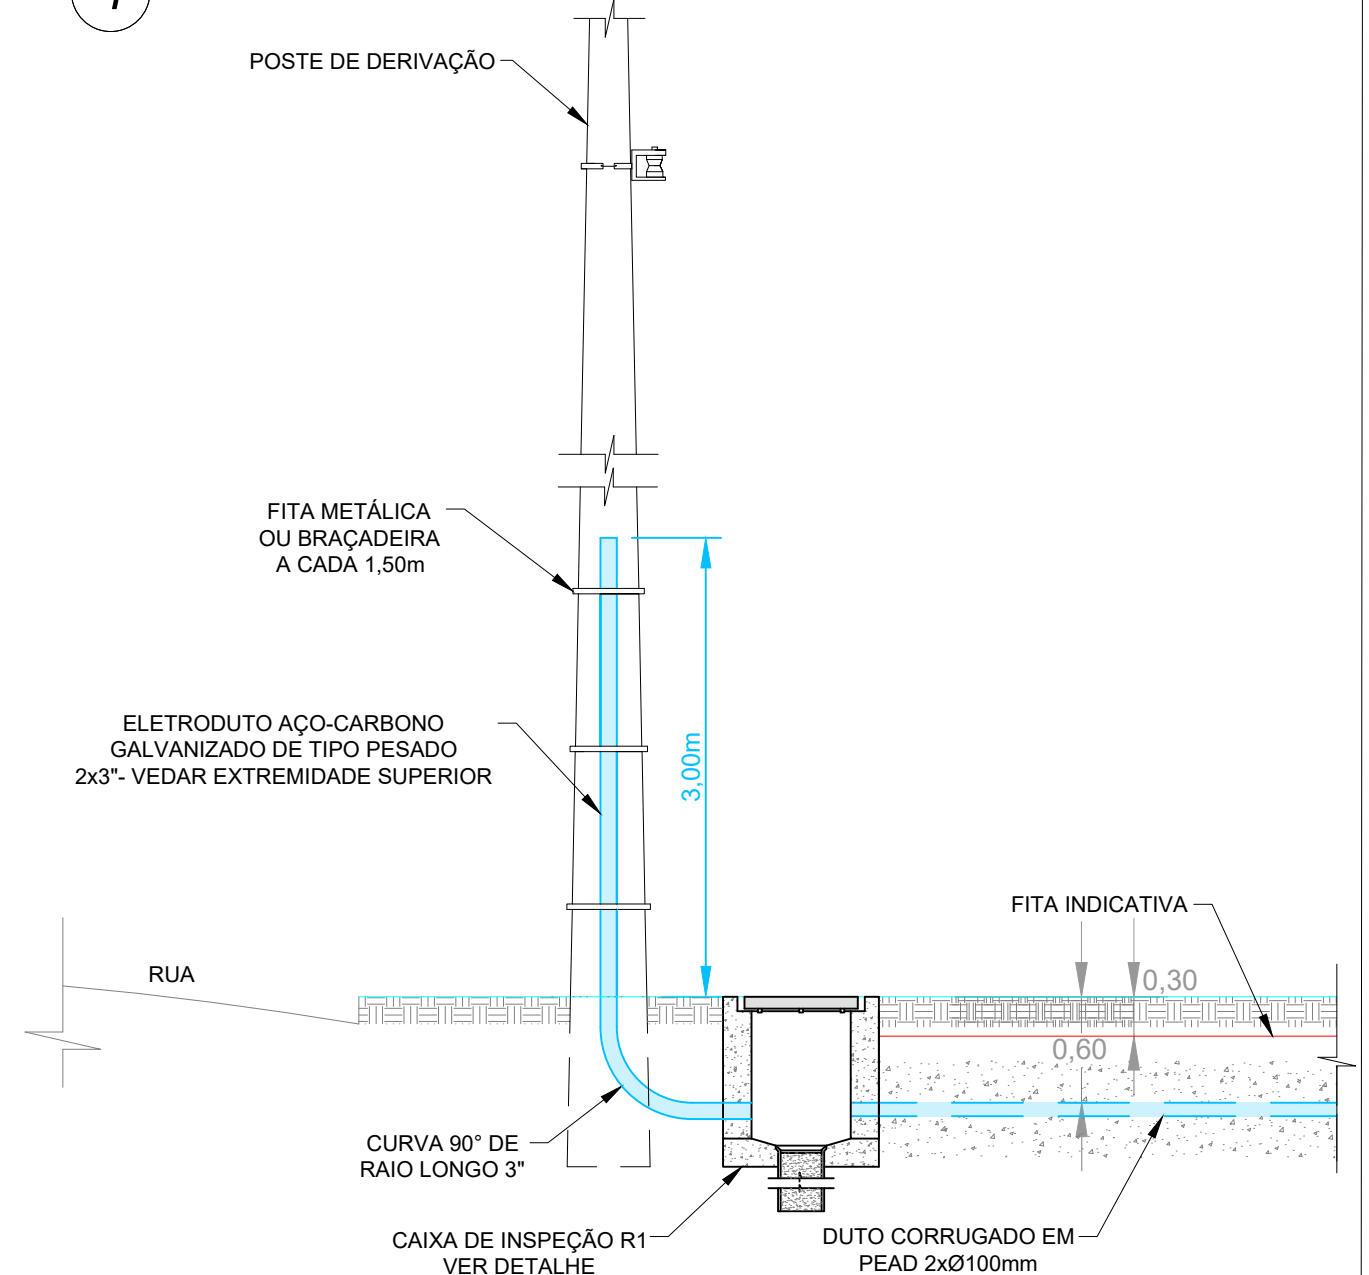 POSTE DE DERIVAÇÃO
FITA METÁLICA
OU BRAÇADEIRA
A CADA 1,50m
ELETRODUTO AÇO-CARBONO
GALVANIZADO DE TIPO PESADO
2x3"- VEDAR EXTREMIDADE SUPERIOR
3,00m
FITA INDICATIVA
RUA
0,30
0,60
CURVA 90° DE
RAIO LONGO 3"
CAIXA DE INSPEÇÃO R1
VER DETALHE
DUTO CORRUGADO EM
PEAD 2xØ100mm